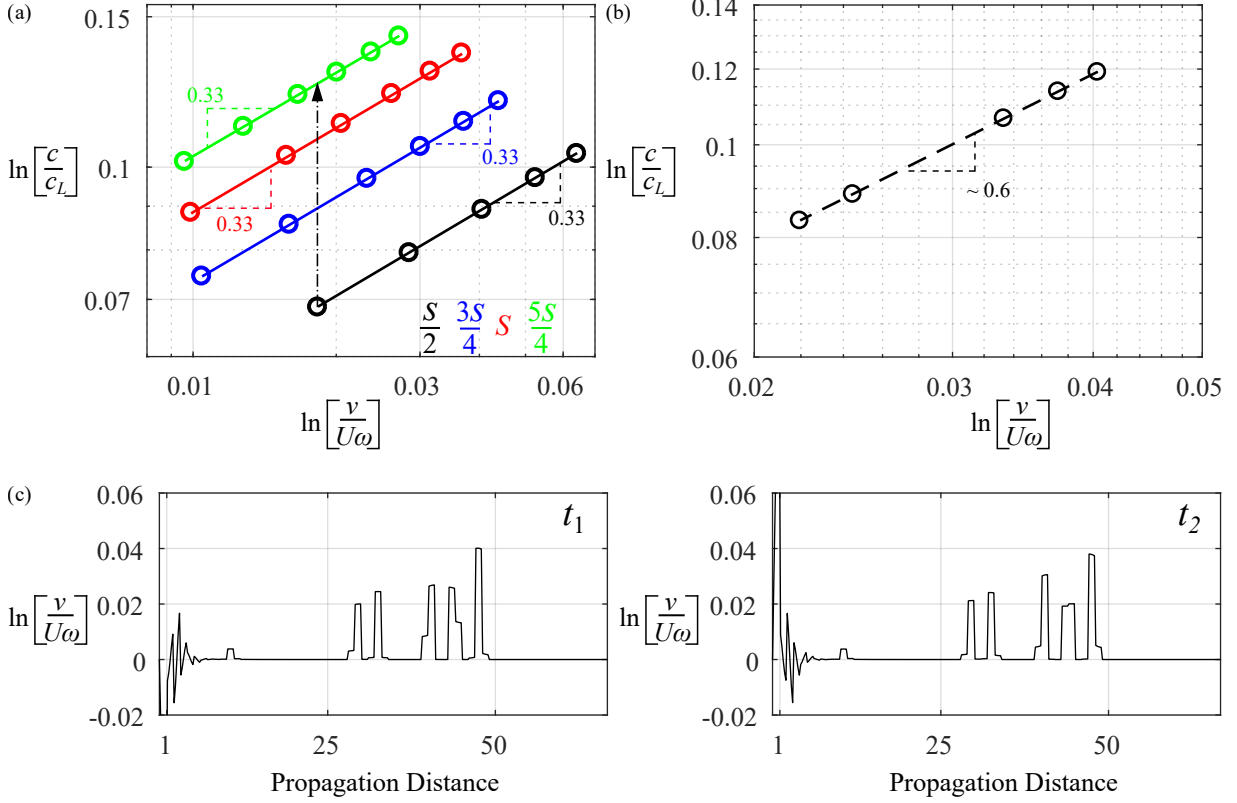 (a)
0.15
0.1
0.07
ln[c/c_L]
0.33
0.33
0.33
0.33
S/2 3S/4 S 5S/4
0.01 0.03 0.06
ln[v/Uω]
(b)
0.14
0.12
0.1
0.08
0.06
ln[c/c_L]
~ 0.6
0.02 0.03 0.04 0.05
ln[v/Uω]
(c)
0.06
0.04
0.02
0
-0.02
ln[v/Uω]
t_1
1 25 50
Propagation Distance
0.06
0.04
0.02
0
-0.02
ln[v/Uω]
t_2
1 25 50
Propagation Distance